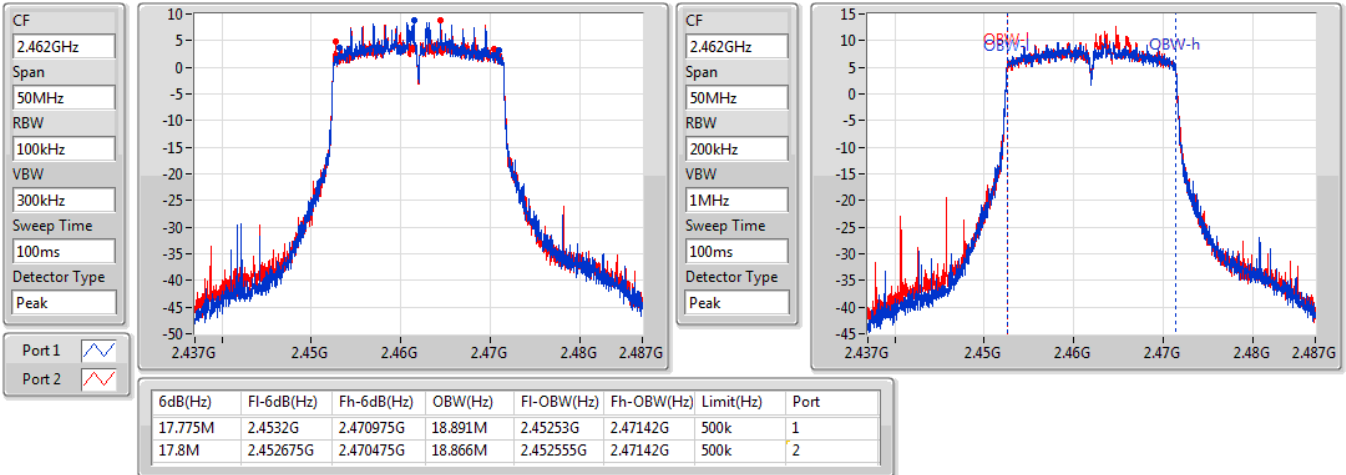 CF
2.462GHz
Span
50MHz
RBW
100kHz
VBW
300kHz
Sweep Time
100ms
Detector Type
Peak
10
5
0
-5
-10
-15
-20
-25
-30
-35
-40
-45
-50
2.437G 2.45G 2.46G 2.47G 2.48G 2.487G
CF
2.462GHz
Span
50MHz
RBW
200kHz
VBW
1MHz
Sweep Time
100ms
Detector Type
Peak
15
10
5
0
-5
-10
-15
-20
-25
-30
-35
-40
-45
OBW-l
OBW-l
OBW-h
2.437G 2.45G 2.46G 2.47G 2.48G 2.487G
Port 1
Port 2
6dB(Hz) Fl-6dB(Hz) Fh-6dB(Hz) OBW(Hz) Fl-OBW(Hz) Fh-OBW(Hz) Limit(Hz) Port
17.775M 2.4532G 2.470975G 18.891M 2.45253G 2.47142G 500k 1
17.8M 2.452675G 2.470475G 18.866M 2.452555G 2.47142G 500k 2